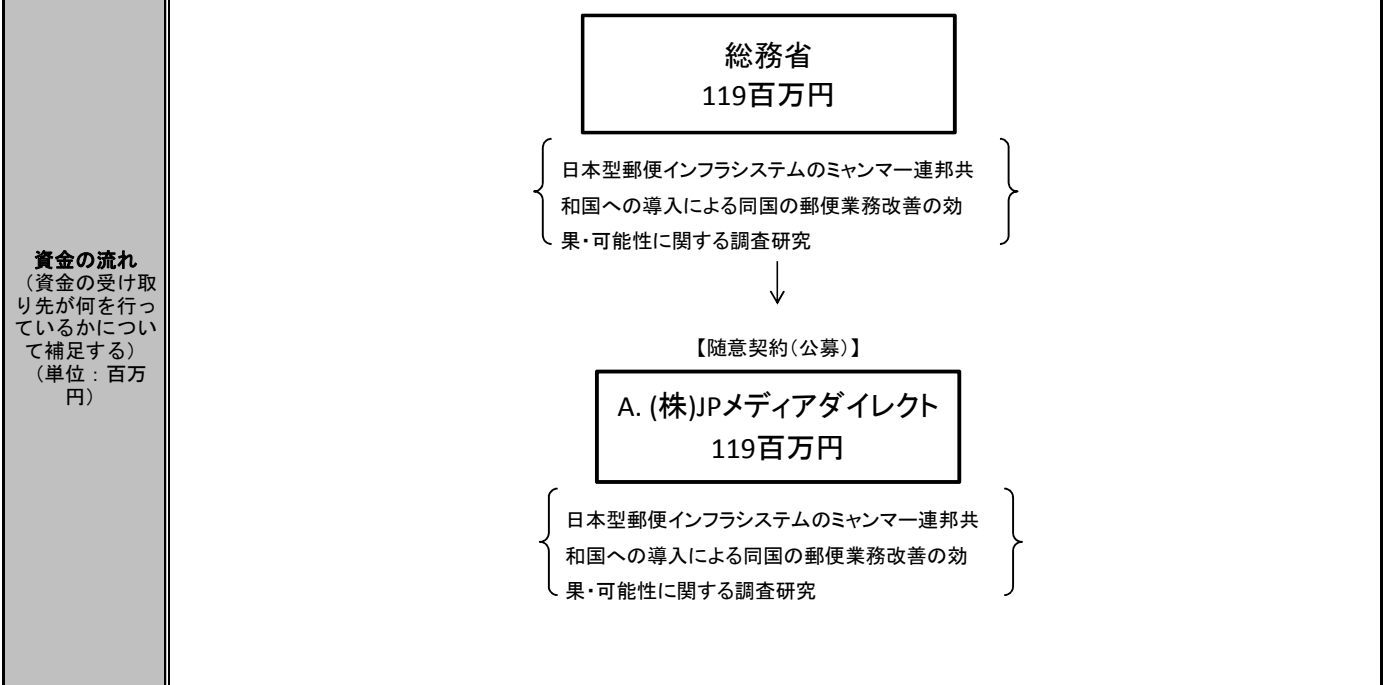 資金の流れ
（資金の受け取
り先が何を行っ
ているかについ
て補足する）
（単位：百万
円）
総務省
119百万円
日本型郵便インフラシステムのミャンマー連邦共
和国への導入による同国の郵便業務改善の効
果・可能性に関する調査研究
【随意契約（公募）】
A. (株)JPメディアダイレクト
119百万円
日本型郵便インフラシステムのミャンマー連邦共
和国への導入による同国の郵便業務改善の効
果・可能性に関する調査研究